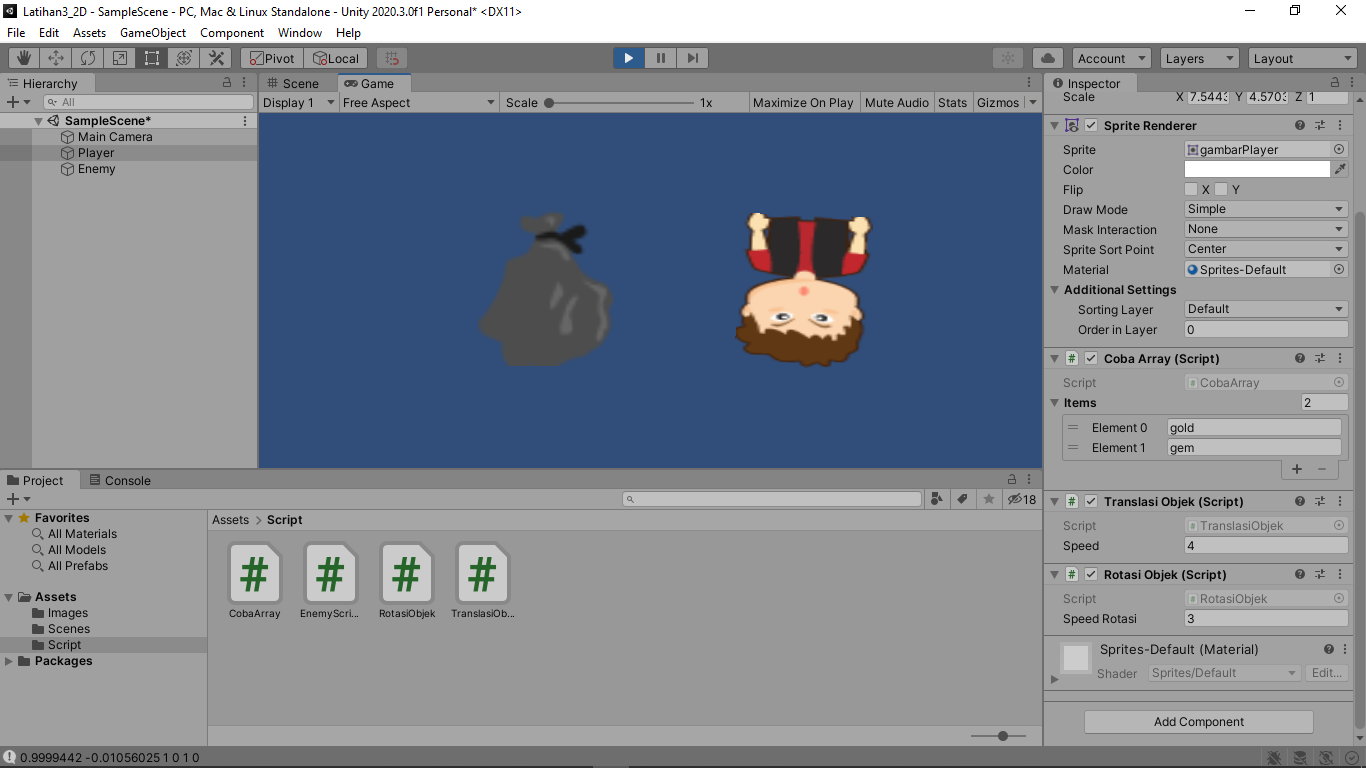 Latihan3_2D - SampleScene - PC, Mac & Linux Standalone - Unity 2020.3.0f1 Personal* <DX11>
File Edit Assets GameObject Component Window Help
Pivot Local Account Layers Layout
Hierarchy
All
SampleScene*
Main Camera
Player
Enemy
Scene Game
Display 1 Free Aspect Scale 1x Maximize On Play Mute Audio Stats Gizmos
Inspector
Scale X 7.544 Y 4.570 Z 1
Sprite Renderer
Sprite gambarPlayer
Color
Flip X Y
Draw Mode Simple
Mask Interaction None
Sprite Sort Point Center
Material Sprites-Default
Additional Settings
Sorting Layer Default
Order in Layer 0
# Coba Array (Script)
Script CobaArray
Items 2
Element 0 gold
Element 1 gem
+ −
# Translasi Objek (Script)
Script TranslasiObjek
Speed 4
# Rotasi Objek (Script)
Script RotasiObjek
Speed Rotasi 3
Sprites-Default (Material)
Shader Sprites/Default Edit...
Add Component
Project Console
18
Favorites
All Materials
All Models
All Prefabs
Assets
Images
Scenes
Script
Packages
Assets > Script
# # # #
CobaArray EnemyScri... RotasiObjek TranslasiOb...
0.9999442 -0.01056025 1 0 1 0